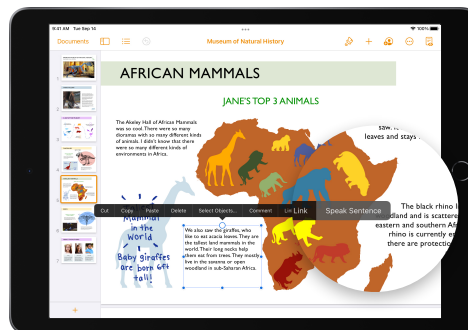 9:41 AM Tue Sep 14
100%
Documents
Museum of Natural History
AFRICAN MAMMALS
JANE'S TOP 3 ANIMALS
The Akeley Hall of African Mammals
was so cool. There were so many
dioramas with so many different kinds
of animals. I didn't know that there
were so many different kinds of
environments in Africa.
saw.
leaves and stays
Cut Copy Paste Delete Select Objects... Comment Link Speak Sentence
Mammal
in the
World
Baby giraffes
are born 6ft
tall!
We also saw the giraffes, who
like to eat acacia leaves. They are
the tallest land mammals in the
world. Their long necks help
them eat from trees. They mostly
live in the savanna or open
woodland in sub-Saharan Africa.
The black rhino
dland and is scattere
eastern and southern Af
rhino is currently e
there are protectio